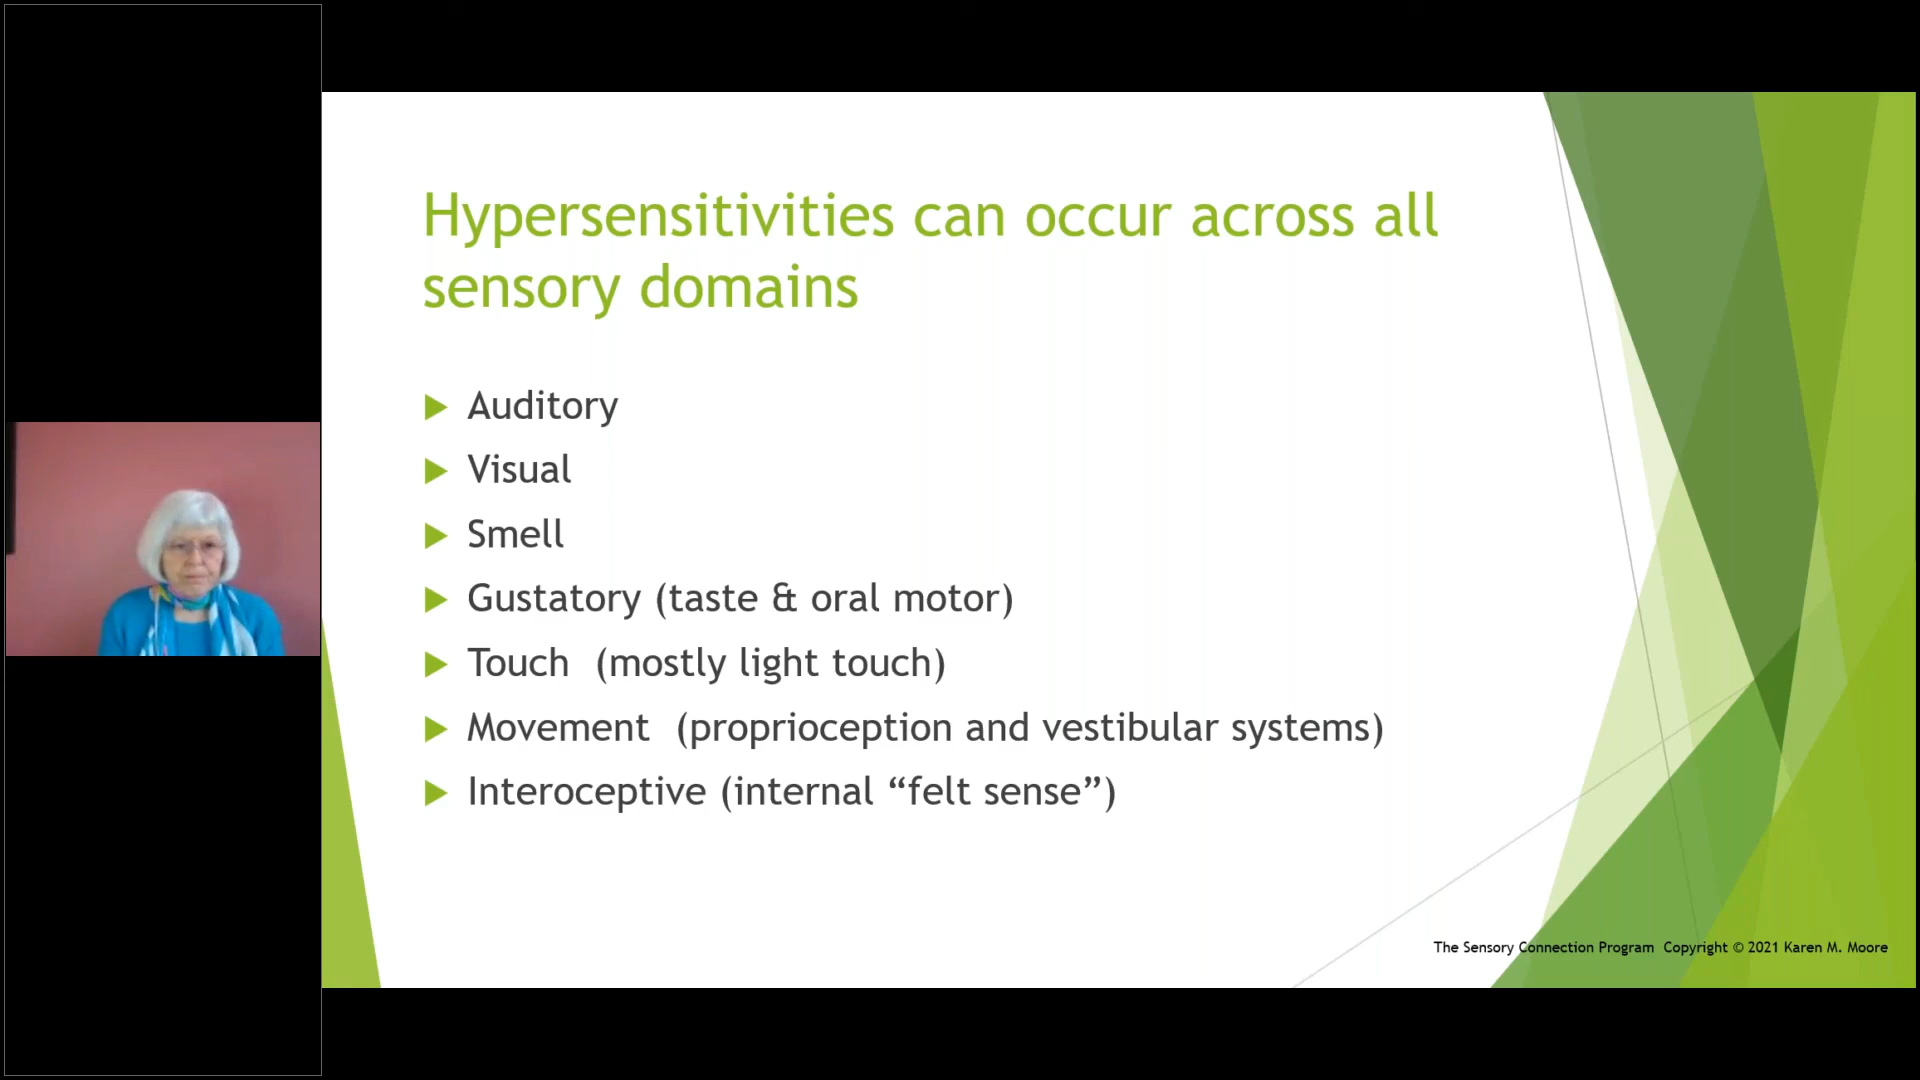 Hypersensitivities can occur across all
sensory domains
Auditory
Visual
Smell
Gustatory (taste & oral motor)
Touch (mostly light touch)
Movement (proprioception and vestibular systems)
Interoceptive (internal “felt sense”)
The Sensory Connection Program Copyright © 2021 Karen M. Moore